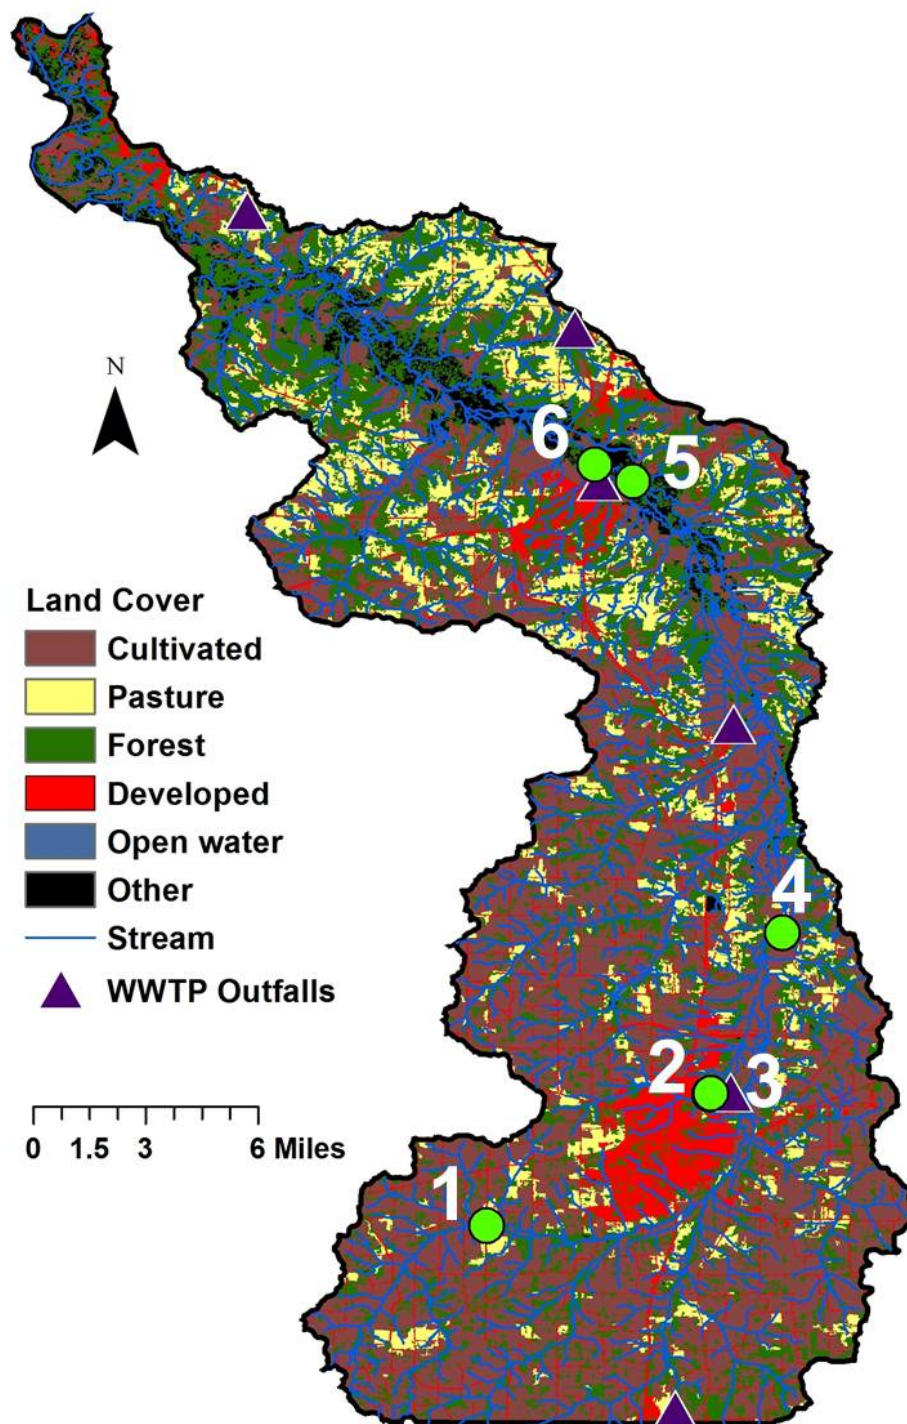 N
6
5
Land Cover
Cultivated
Pasture
Forest
Developed
Open water
Other
Stream
WWTP Outfalls
4
2
3
0 1.5 3 6 Miles
1